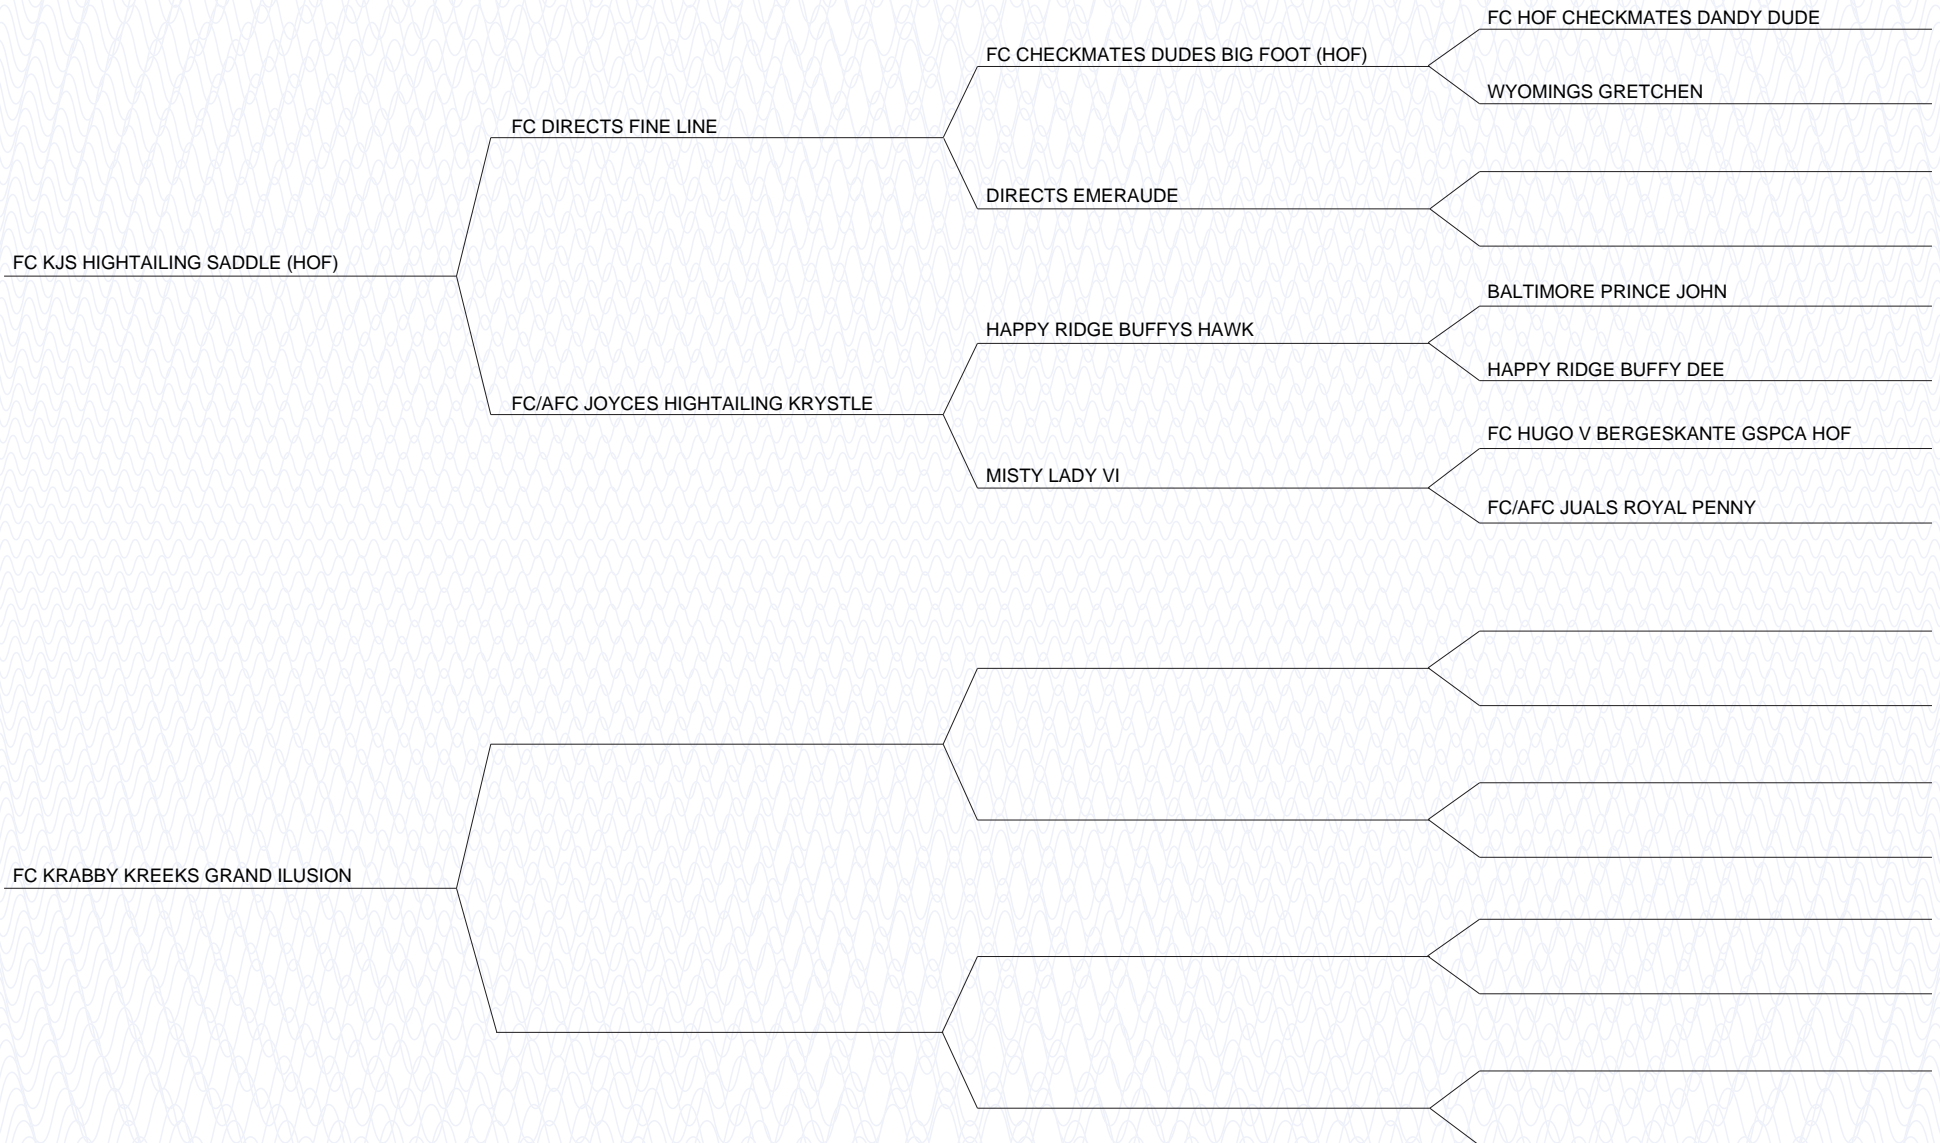 FC HOF CHECKMATES DANDY DUDE
FC CHECKMATES DUDES BIG FOOT (HOF)
WYOMINGS GRETCHEN
FC DIRECTS FINE LINE
DIRECTS EMERAUDE
FC KJS HIGHTAILING SADDLE (HOF)
BALTIMORE PRINCE JOHN
HAPPY RIDGE BUFFYS HAWK
HAPPY RIDGE BUFFY DEE
FC/AFC JOYCES HIGHTAILING KRYSTLE
FC HUGO V BERGESKANTE GSPCA HOF
MISTY LADY VI
FC/AFC JUALS ROYAL PENNY
FC KRABBY KREEKS GRAND ILUSION